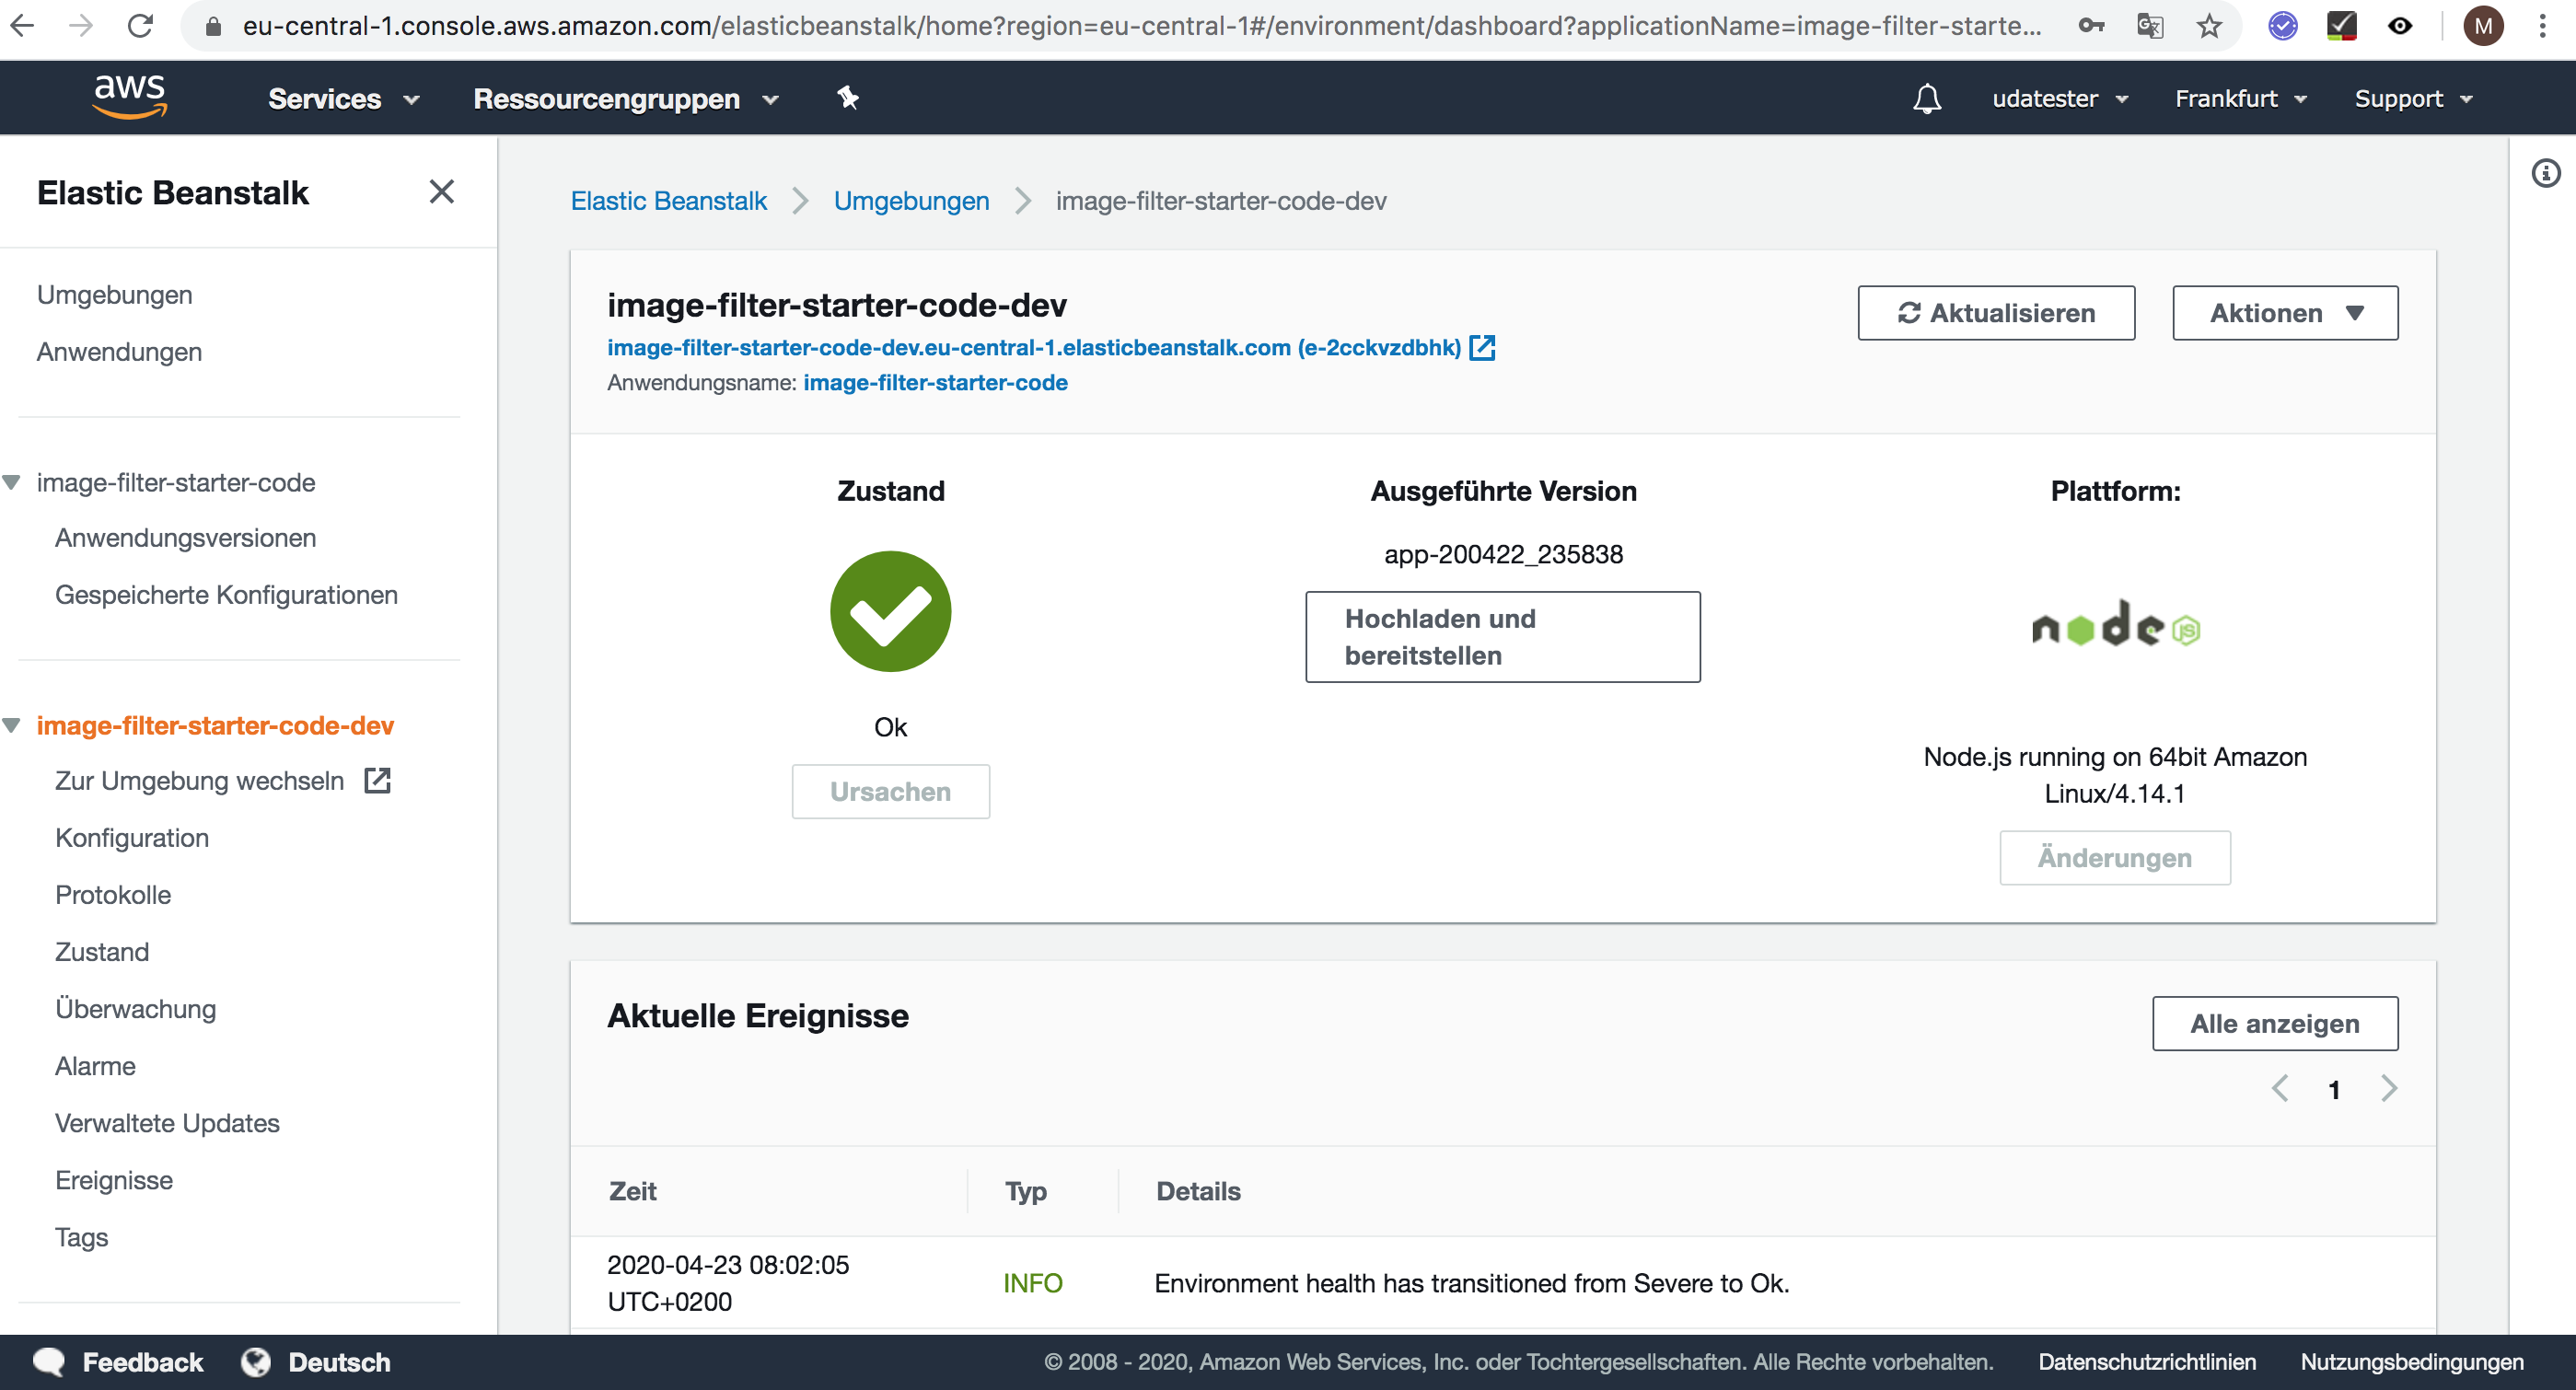 eu-central-1.console.aws.amazon.com/elasticbeanstalk/home?region=eu-central-1#/environment/dashboard?applicationName=image-filter-starte...
M
aws
Services
Ressourcengruppen
udatester
Frankfurt
Support
Elastic Beanstalk
Umgebungen
Anwendungen
image-filter-starter-code
Anwendungsversionen
Gespeicherte Konfigurationen
image-filter-starter-code-dev
Zur Umgebung wechseln
Konfiguration
Protokolle
Zustand
Überwachung
Alarme
Verwaltete Updates
Ereignisse
Tags
Elastic Beanstalk
Umgebungen
image-filter-starter-code-dev
image-filter-starter-code-dev
image-filter-starter-code-dev.eu-central-1.elasticbeanstalk.com (e-2cckvzdbhk)
Anwendungsname: image-filter-starter-code
Aktualisieren
Aktionen
Zustand
Ok
Ursachen
Ausgeführte Version
app-200422_235838
Hochladen und
bereitstellen
Plattform:
node JS
Node.js running on 64bit Amazon
Linux/4.14.1
Änderungen
Aktuelle Ereignisse
Alle anzeigen
1
Zeit
Typ
Details
2020-04-23 08:02:05
UTC+0200
INFO
Environment health has transitioned from Severe to Ok.
Feedback
Deutsch
© 2008 - 2020, Amazon Web Services, Inc. oder Tochtergesellschaften. Alle Rechte vorbehalten.
Datenschutzrichtlinien
Nutzungsbedingungen